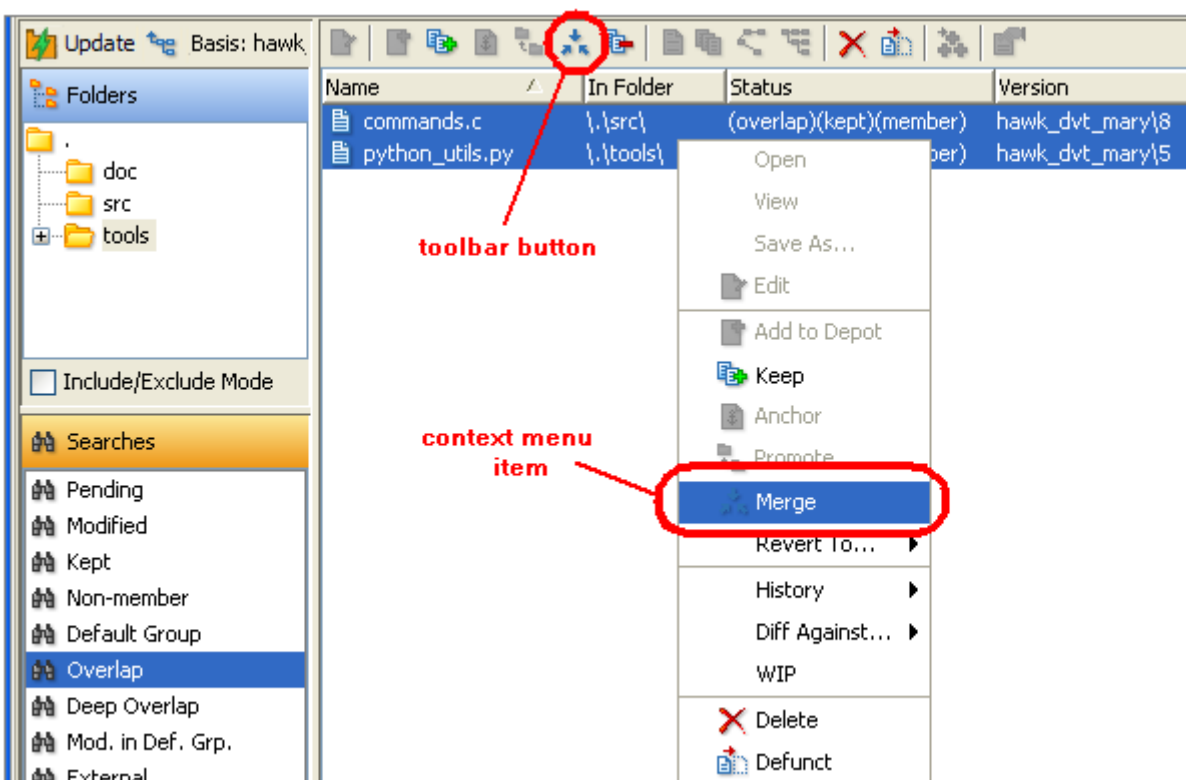 Update Basis: hawk
Folders
.
doc
src
tools
Include/Exclude Mode
Searches
Pending
Modified
Kept
Non-member
Default Group
Overlap
Deep Overlap
Mod. in Def. Grp.
External
Name In Folder Status Version
commands.c \.\src\ (overlap)(kept)(member) hawk_dvt_mary\8
python_utils.py \.\tools\ ber) hawk_dvt_mary\5
toolbar button
context menu
item
Open
View
Save As...
Edit
Add to Depot
Keep
Anchor
Promote
Merge
Revert To...
History
Diff Against...
WIP
Delete
Defunct